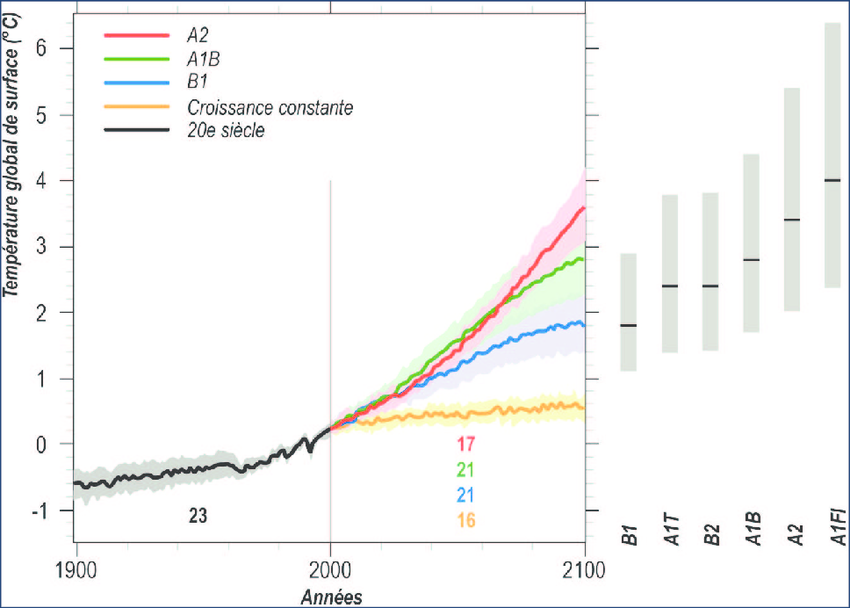 Température global de surface (°C)
6
5
4
3
2
1
0
-1
A2
A1B
B1
Croissance constante
20e siècle
17
21
21
16
23
1900
2000
2100
Années
B1
A1T
B2
A1B
A2
A1FI